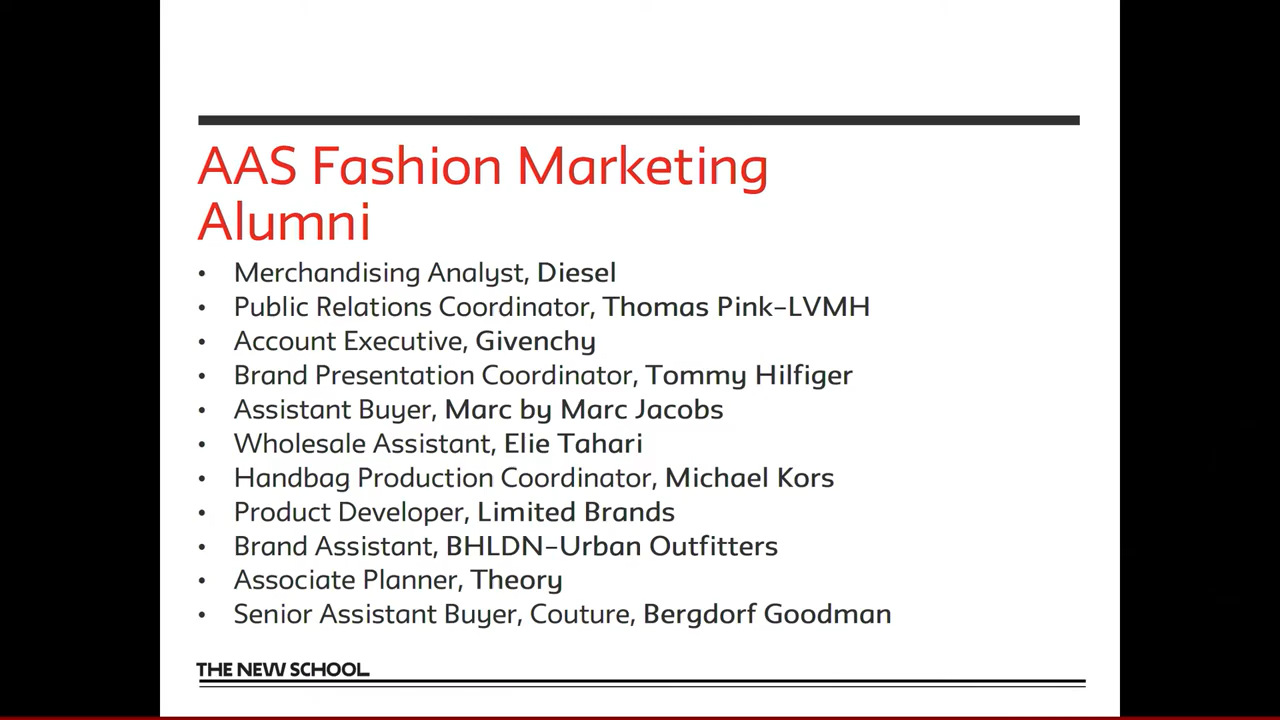 AAS Fashion Marketing
Alumni
• Merchandising Analyst, Diesel
• Public Relations Coordinator, Thomas Pink–LVMH
• Account Executive, Givenchy
• Brand Presentation Coordinator, Tommy Hilfiger
• Assistant Buyer, Marc by Marc Jacobs
• Wholesale Assistant, Elie Tahari
• Handbag Production Coordinator, Michael Kors
• Product Developer, Limited Brands
• Brand Assistant, BHLDN–Urban Outfitters
• Associate Planner, Theory
• Senior Assistant Buyer, Couture, Bergdorf Goodman
THE NEW SCHOOL